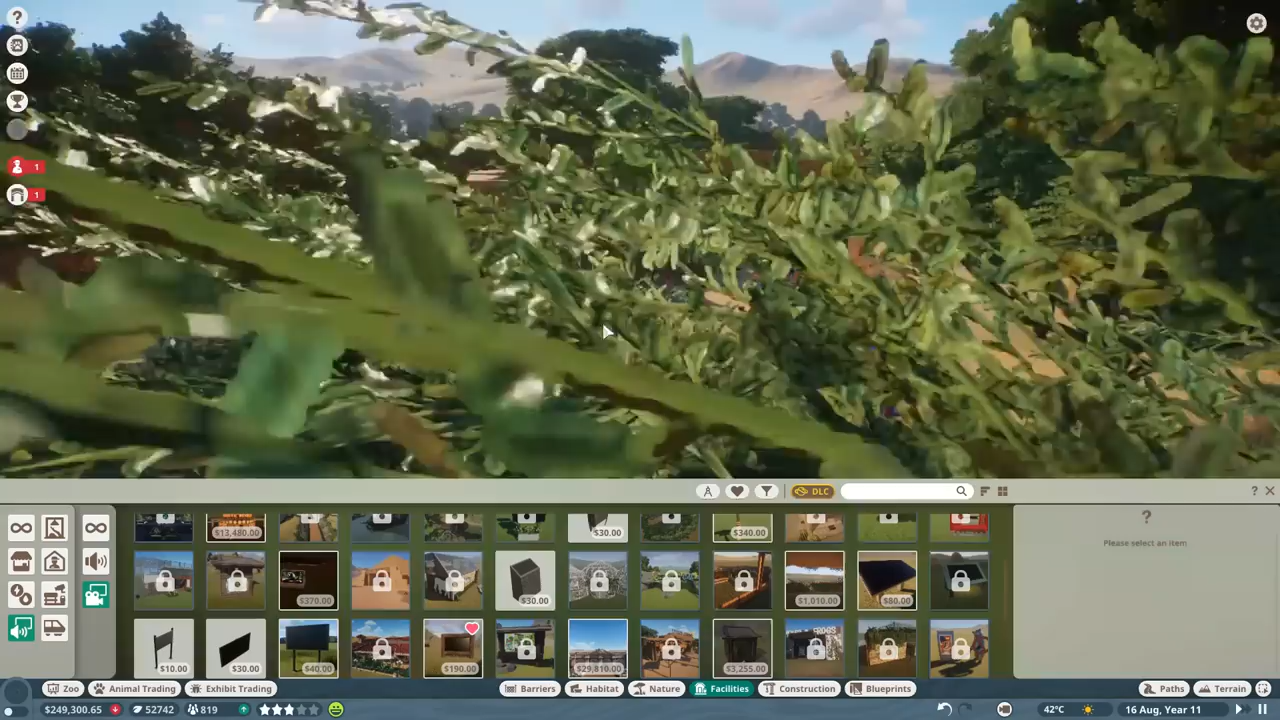 ?
1
1
DLC
? ×
$13,480.00
$30.00
$340.00
?
Please select an item
$370.00
$30.00
$1,010.00
$80.00
$10.00
$30.00
$40.00
$190.00
$29,810.00
$3,255.00
FROGS
Zoo
Animal Trading
Exhibit Trading
Barriers
Habitat
Nature
Facilities
Construction
Blueprints
Paths
Terrain
$249,300.65
52742
819
42°C
16 Aug, Year 11